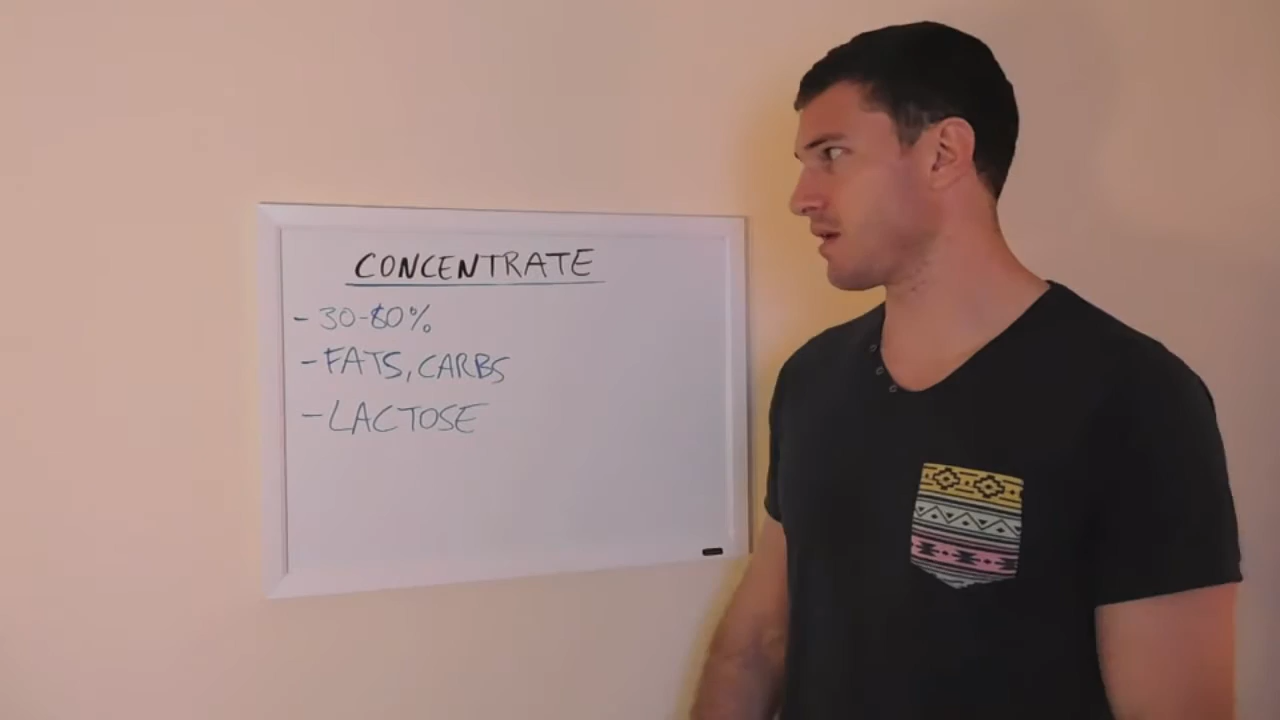 CONCENTRATE
- 30-80%
- FATS, CARBS
- LACTOSE